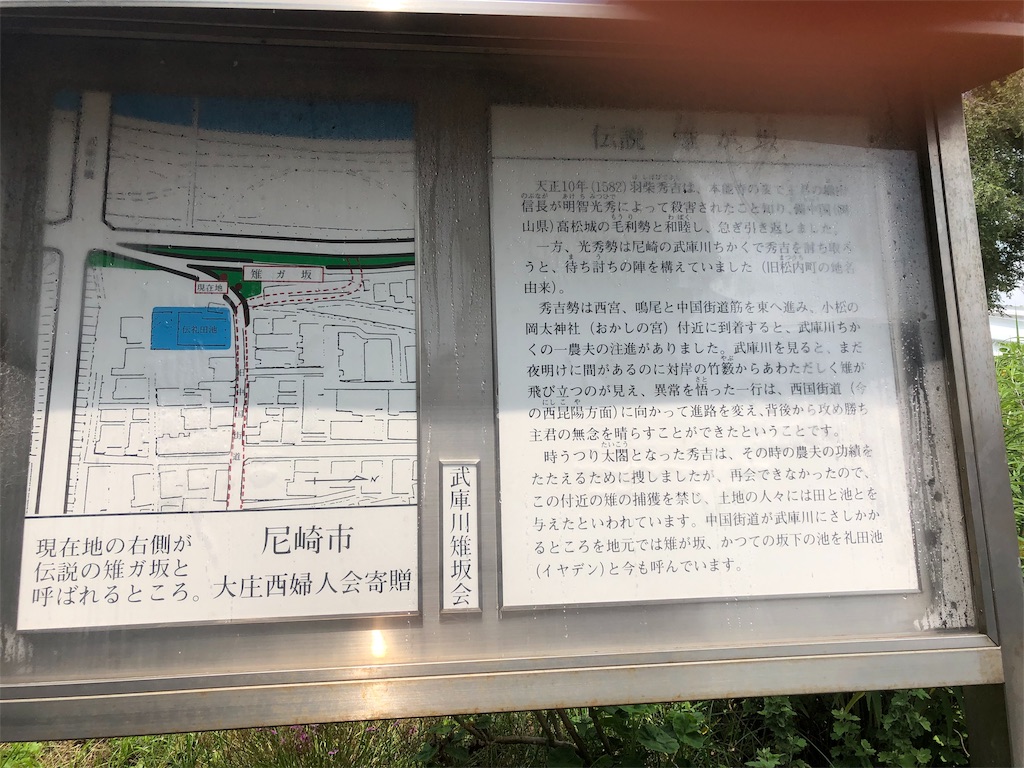 武庫川
雉ガ坂
現在地
伝礼田池
旧中
道
現在地の右側が
伝説の雉ガ坂と
呼ばれるところ。
尼崎市
大庄西婦人会寄贈
武庫川雉坂会
伝説 雉が坂
天正10年(1582)羽柴秀吉は、本能寺の変で主君の織田
信長が明智光秀によって殺害されたこと知り、備中国
山県)高松城の毛利勢と和睦し、急ぎ引き返しました。
一方、光秀勢は尼崎の武庫川ちかくで秀吉を討ち取ろ
うと、待ち討ちの陣を構えていました（旧松内町の地名
由来）。
秀吉勢は西宮、鳴尾と中国街道筋を東へ進み、小松の
岡太神社（おかしの宮）付近に到着すると、武庫川ちか
くの一農夫の注進がありました。武庫川を見ると、まだ
夜明けに間があるのに対岸の竹籔からあわただしく雉が
飛び立つのが見え、異常を悟った一行は、西国街道（今
の西昆陽方面）に向かって進路を変え、背後から攻め勝ち
主君の無念を晴らすことができたということです。
時うつり太閤となった秀吉は、その時の農夫の功績を
たたえるために捜しましたが、再会できなかったので、
この付近の雉の捕獲を禁じ、土地の人々には田と池とを
与えたといわれています。中国街道が武庫川にさしかか
るところを地元では雉が坂、かつての坂下の池を礼田池
(イヤデン)と今も呼んでいます。